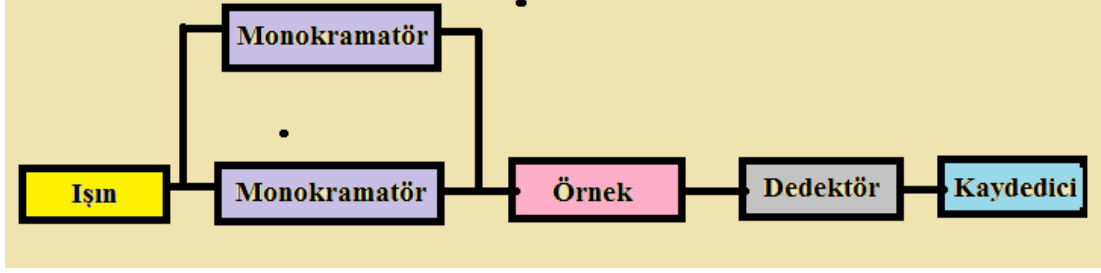 Monokramatör
Işın
Monokramatör
Örnek
Dedektör
Kaydedici